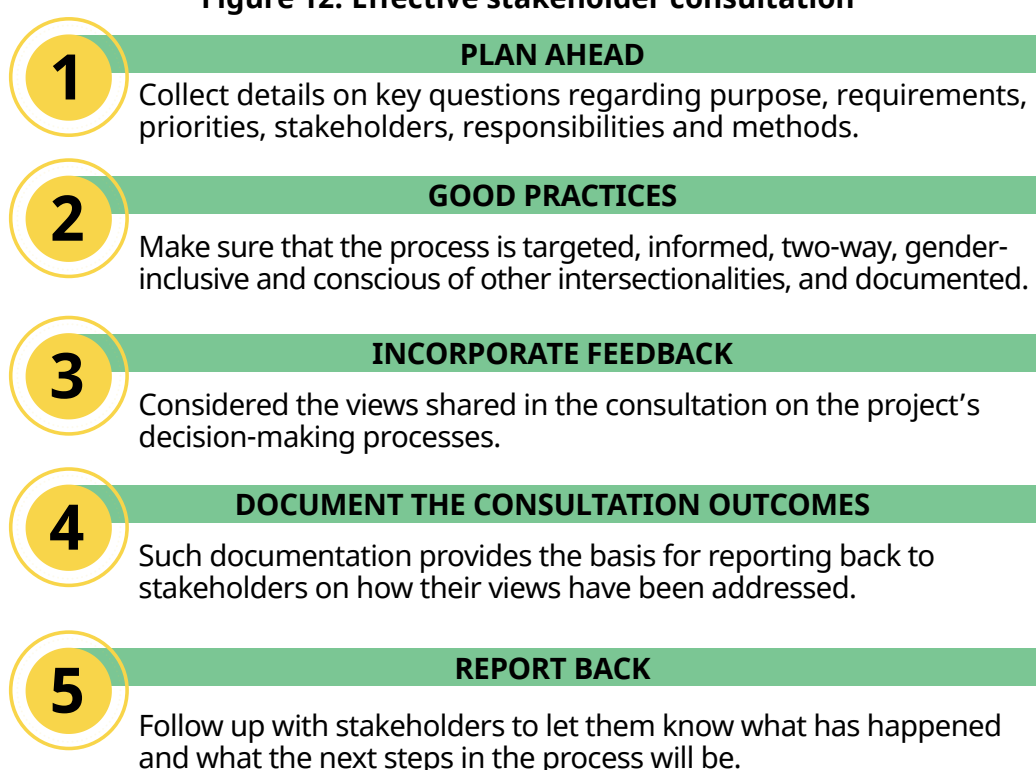 Figure 12. Effective stakeholder consultation
1
PLAN AHEAD
Collect details on key questions regarding purpose, requirements,
priorities, stakeholders, responsibilities and methods.
2
GOOD PRACTICES
Make sure that the process is targeted, informed, two-way, gender-
inclusive and conscious of other intersectionalities, and documented.
3
INCORPORATE FEEDBACK
Considered the views shared in the consultation on the project’s
decision-making processes.
4
DOCUMENT THE CONSULTATION OUTCOMES
Such documentation provides the basis for reporting back to
stakeholders on how their views have been addressed.
5
REPORT BACK
Follow up with stakeholders to let them know what has happened
and what the next steps in the process will be.